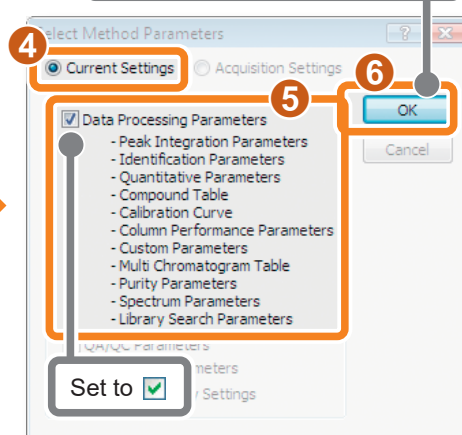 4
Select Method Parameters
Current Settings
Acquisition Settings
6
5
OK
Cancel
Data Processing Parameters
- Peak Integration Parameters
- Identification Parameters
- Quantitative Parameters
- Compound Table
- Calibration Curve
- Column Performance Parameters
- Custom Parameters
- Multi Chromatogram Table
- Purity Parameters
- Spectrum Parameters
- Library Search Parameters
QA/QC Parameters
Set to
Settings